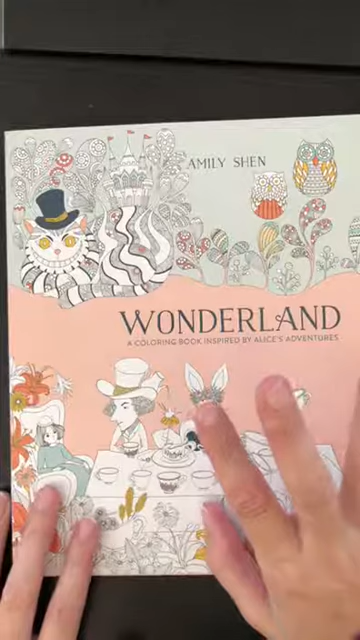 AMILY SHEN
WONDERLAND
A COLORING BOOK INSPIRED BY ALICE'S ADVENTURES